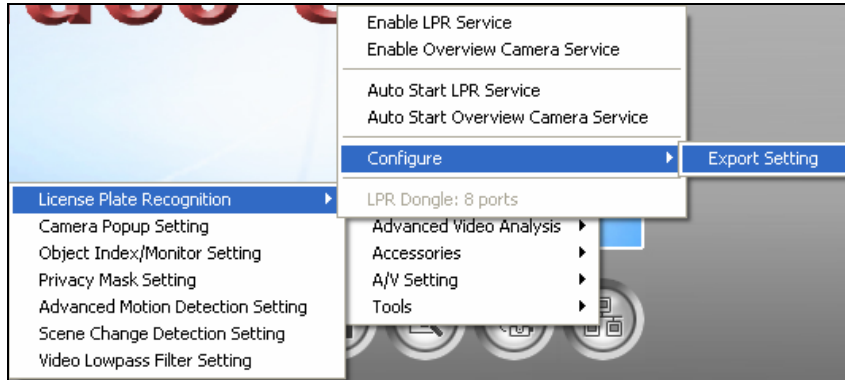 Enable LPR Service
Enable Overview Camera Service
Auto Start LPR Service
Auto Start Overview Camera Service
Configure
Export Setting
LPR Dongle: 8 ports
License Plate Recognition
Camera Popup Setting
Object Index/Monitor Setting
Privacy Mask Setting
Advanced Motion Detection Setting
Scene Change Detection Setting
Video Lowpass Filter Setting
Advanced Video Analysis
Accessories
A/V Setting
Tools